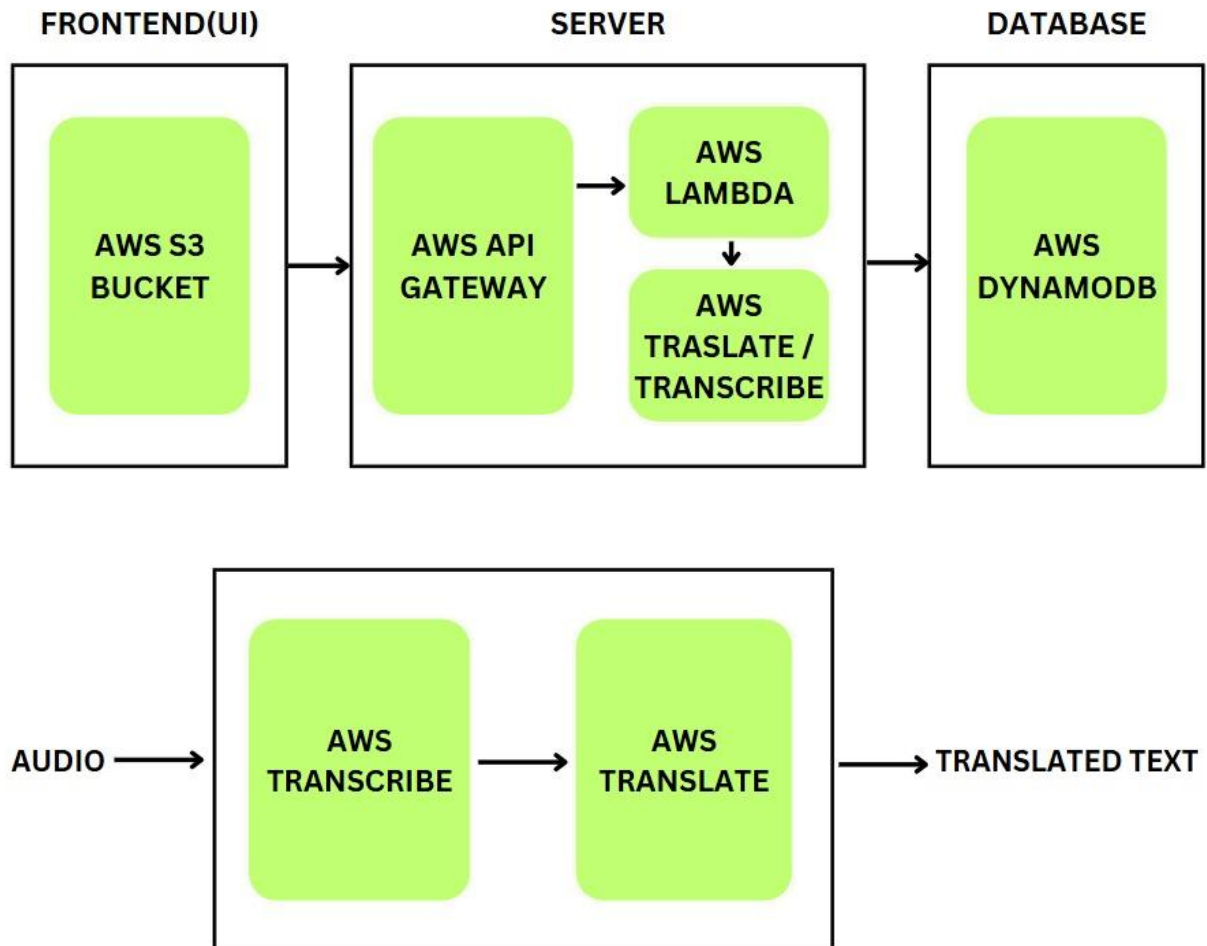 FRONTEND(UI)
SERVER
DATABASE
AWS S3
BUCKET
AWS API
GATEWAY
AWS
LAMBDA
AWS
TRASLATE /
TRANSCRIBE
AWS
DYNAMODB
AUDIO
AWS
TRANSCRIBE
AWS
TRANSLATE
TRANSLATED TEXT